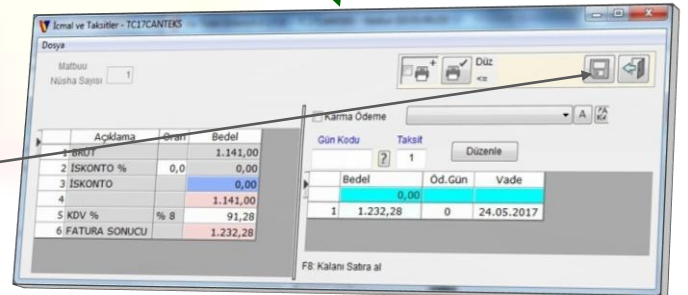 İcmal ve Taksitler - TC17CANTEKS
Dosya
Matbuu
Nüsha Sayısı 1
Düz
<=
Karma Ödeme
A
Gün Kodu Taksit
? 1 Düzenle
Açıklama Oran Bedel
1 BRÜT 1.141,00
2 İSKONTO % 0,0 0,00
3 İSKONTO 0,00
4 1.141,00
5 KDV % % 8 91,28
6 FATURA SONUCU 1.232,28
Bedel Öd.Gün Vade
0,00
1 1.232,28 0 24.05.2017
F8: Kalanı Satıra al